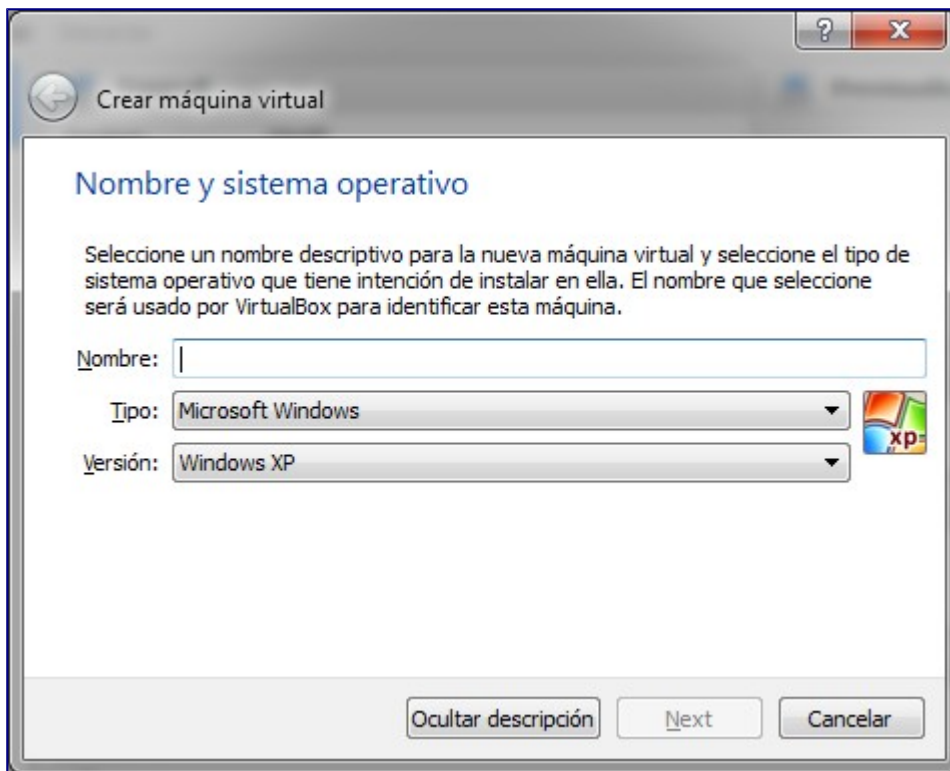 ?
X
Crear máquina virtual
Nombre y sistema operativo
Seleccione un nombre descriptivo para la nueva máquina virtual y seleccione el tipo de
sistema operativo que tiene intención de instalar en ella. El nombre que seleccione
será usado por VirtualBox para identificar esta máquina.
Nombre:
Tipo: Microsoft Windows
xp
Versión: Windows XP
Ocultar descripción Next Cancelar